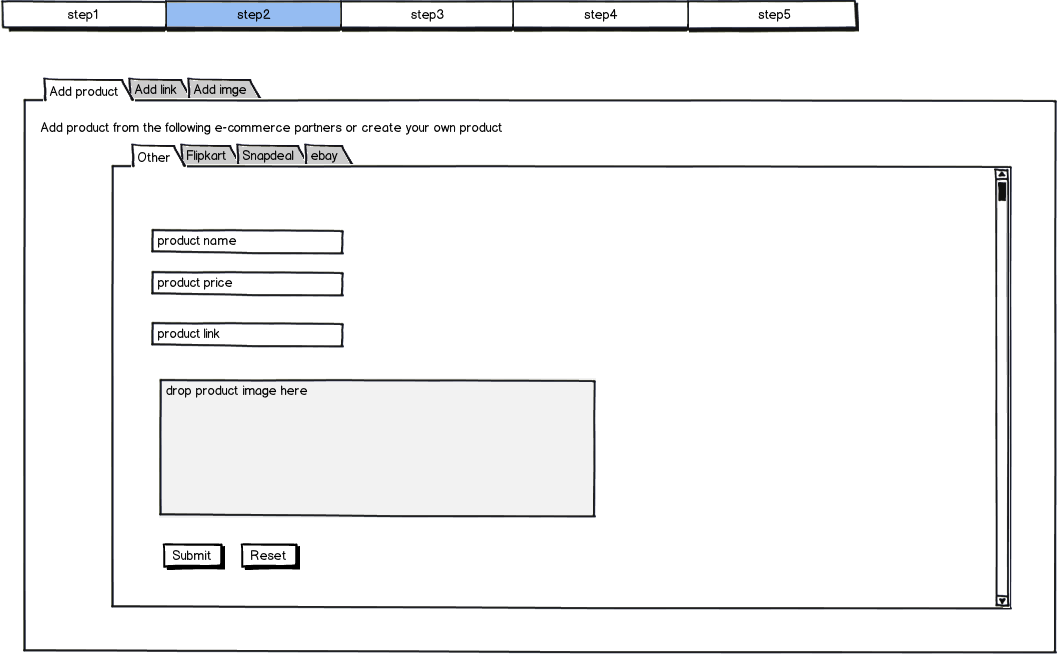 step1 step2 step3 step4 step5
Add product Add link Add imge
Add product from the following e-commerce partners or create your own product
Other Flipkart Snapdeal ebay
product name
product price
product link
drop product image here
Submit Reset